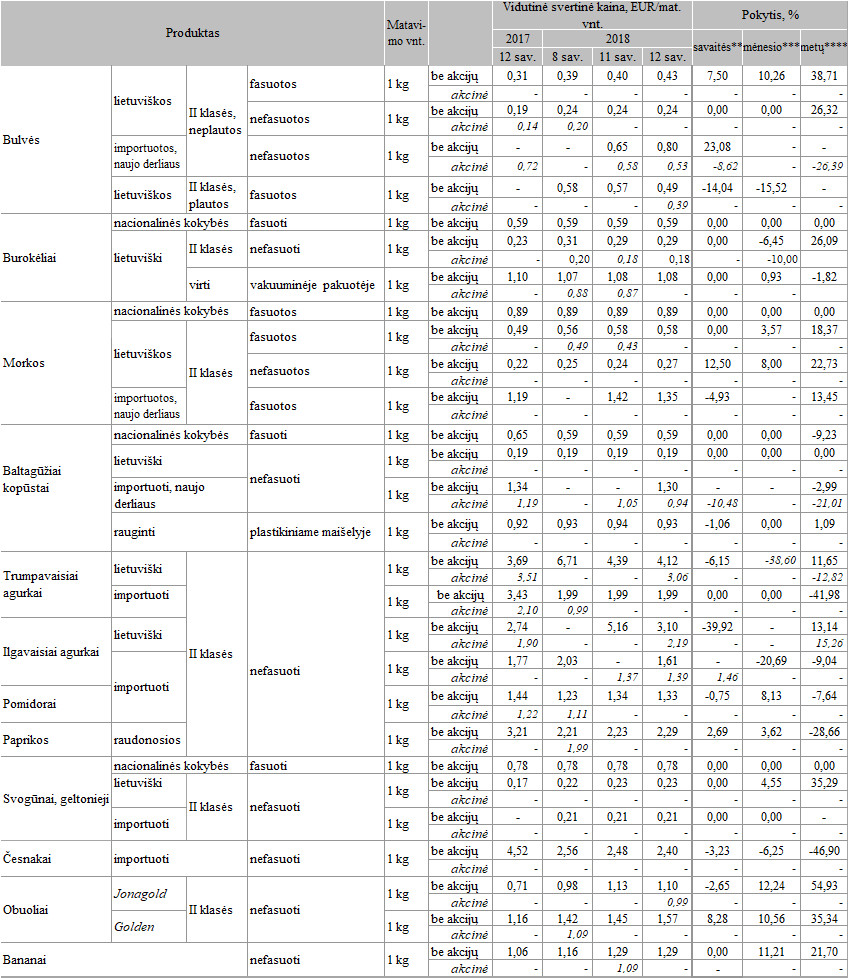 Produktas Matavi- Vidutinė svertinė kaina, EUR/mat. Pokytis, %
mo vnt. vnt.
2017 2018 savaitės** mėnesio*** metų****
12 sav. 8 sav. 11 sav. 12 sav.
Bulvės lietuviškos II klasės, neplautos fasuotos 1 kg be akcijų 0,31 0,39 0,40 0,43 7,50 10,26 38,71
akcinė - - - - - - -
nefasuotos 1 kg be akcijų 0,19 0,24 0,24 0,24 0,00 0,00 26,32
akcinė 0,14 0,20 - - - - -
importuotos, naujo derliaus nefasuotos 1 kg be akcijų - - 0,65 0,80 23,08
akcinė 0,72 - 0,58 0,53 -8,62 - -26,39
lietuviškos II klasės, plautos fasuotos 1 kg be akcijų - 0,58 0,57 0,49 -14,04 -15,52 -
akcinė - - - 0,39 - - -
Burokėliai nacionalinės kokybės fasuoti 1 kg be akcijų 0,59 0,59 0,59 0,59 0,00 0,00 0,00
lietuviški II klasės nefasuoti 1 kg be akcijų 0,23 0,31 0,29 0,29 0,00 -6,45 26,09
akcinė - 0,20 0,18 0,18 - -10,00
virti vakuuminėje pakuotėje 1 kg be akcijų 1,10 1,07 1,08 1,08 0,00 0,93 -1,82
akcinė - 0,88 0,87 - - - -
Morkos nacionalinės kokybės fasuotos 1 kg be akcijų 0,89 0,89 0,89 0,89 0,00 0,00 0,00
lietuviškos II klasės fasuotos 1 kg be akcijų 0,49 0,56 0,58 0,58 0,00 3,57 18,37
akcinė - 0,49 0,43 - - - -
nefasuotos 1 kg be akcijų 0,22 0,25 0,24 0,27 12,50 8,00 22,73
akcinė - - - - - - -
importuotos, naujo derliaus fasuotos 1 kg be akcijų 1,19 - 1,42 1,35 -4,93 - 13,45
akcinė - - - - - - -
Baltagūžiai kopūstai nacionalinės kokybės fasuoti 1 kg be akcijų 0,65 0,59 0,59 0,59 0,00 0,00 -9,23
lietuviški nefasuoti 1 kg be akcijų 0,19 0,19 0,19 0,19 0,00 0,00 0,00
akcinė - - - - - - -
importuoti, naujo derliaus 1 kg be akcijų 1,34 - - 1,30 - - -2,99
akcinė 1,19 - 1,05 0,94 -10,48 - -21,01
rauginti plastikiniame maišelyje 1 kg be akcijų 0,92 0,93 0,94 0,93 -1,06 0,00 1,09
akcinė - - - - - - -
Trumpavaisiai agurkai lietuviški II klasės nefasuoti 1 kg be akcijų 3,69 6,71 4,39 4,12 -6,15 -38,60 11,65
akcinė 3,51 - - 3,06 - - -12,82
importuoti 1 kg be akcijų 3,43 1,99 1,99 1,99 0,00 0,00 -41,98
akcinė 2,10 0,99 - - - - -
Ilgavaisiai agurkai lietuviški 1 kg be akcijų 2,74 - 5,16 3,10 -39,92 - 13,14
akcinė 1,90 - - 2,19 - - 15,26
importuoti 1 kg be akcijų 1,77 2,03 - 1,61 - -20,69 -9,04
akcinė - - 1,37 1,39 1,46 - -
Pomidorai 1 kg be akcijų 1,44 1,23 1,34 1,33 -0,75 8,13 -7,64
akcinė 1,22 1,11 - - - - -
Paprikos raudonosios 1 kg be akcijų 3,21 2,21 2,23 2,29 2,69 3,62 -28,66
akcinė - 1,99 - - - - -
Svogūnai, geltonieji nacionalinės kokybės fasuoti 1 kg be akcijų 0,78 0,78 0,78 0,78 0,00 0,00 0,00
lietuviški II klasės nefasuoti 1 kg be akcijų 0,17 0,22 0,23 0,23 0,00 4,55 35,29
akcinė - - - - - - -
importuoti 1 kg be akcijų - 0,21 0,21 0,21 0,00 0,00 -
akcinė - - - - - - -
Česnakai importuoti nefasuoti 1 kg be akcijų 4,52 2,56 2,48 2,40 -3,23 -6,25 -46,90
akcinė - - - - - - -
Obuoliai Jonagold II klasės nefasuoti 1 kg be akcijų 0,71 0,98 1,13 1,10 -2,65 12,24 54,93
akcinė - - - 0,99 - - -
Golden 1 kg be akcijų 1,16 1,42 1,45 1,57 8,28 10,56 35,34
akcinė - 1,09 - - - - -
Bananai nefasuoti 1 kg be akcijų 1,06 1,16 1,29 1,29 0,00 11,21 21,70
akcinė - - 1,09 - - - -